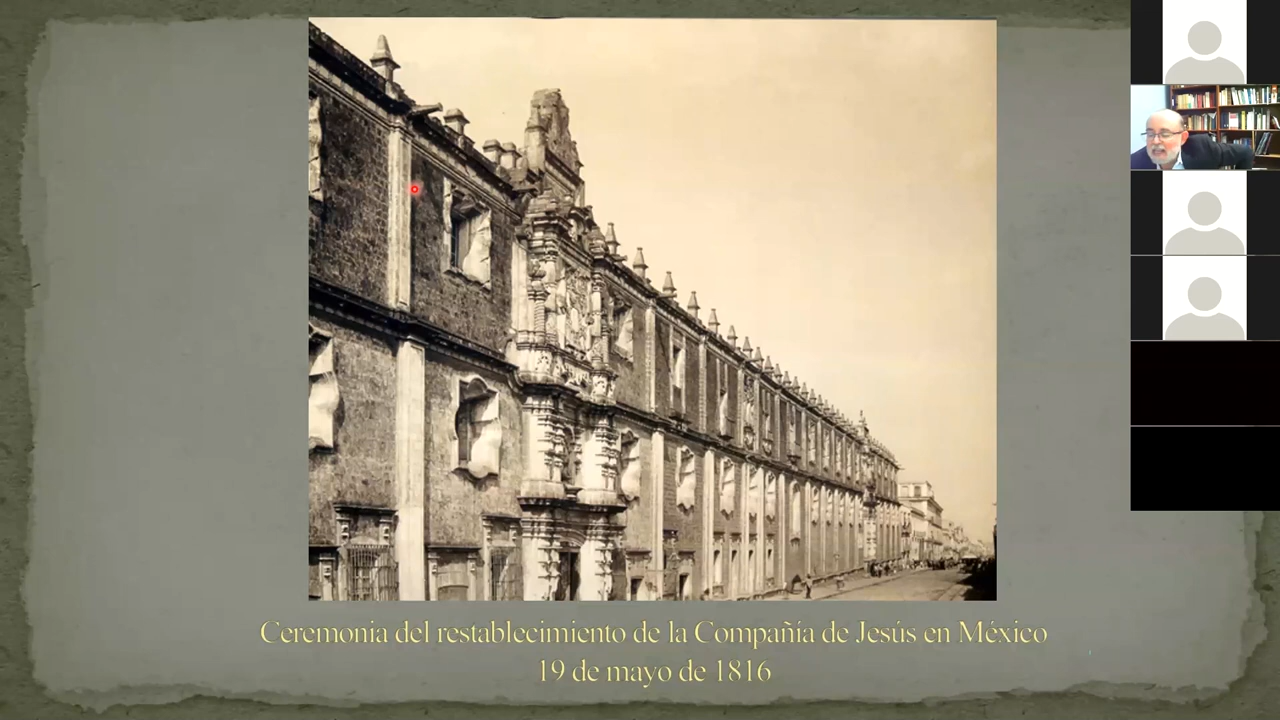 Ceremonia del restablecimiento de la Compañía de Jesús en México
19 de mayo de 1816